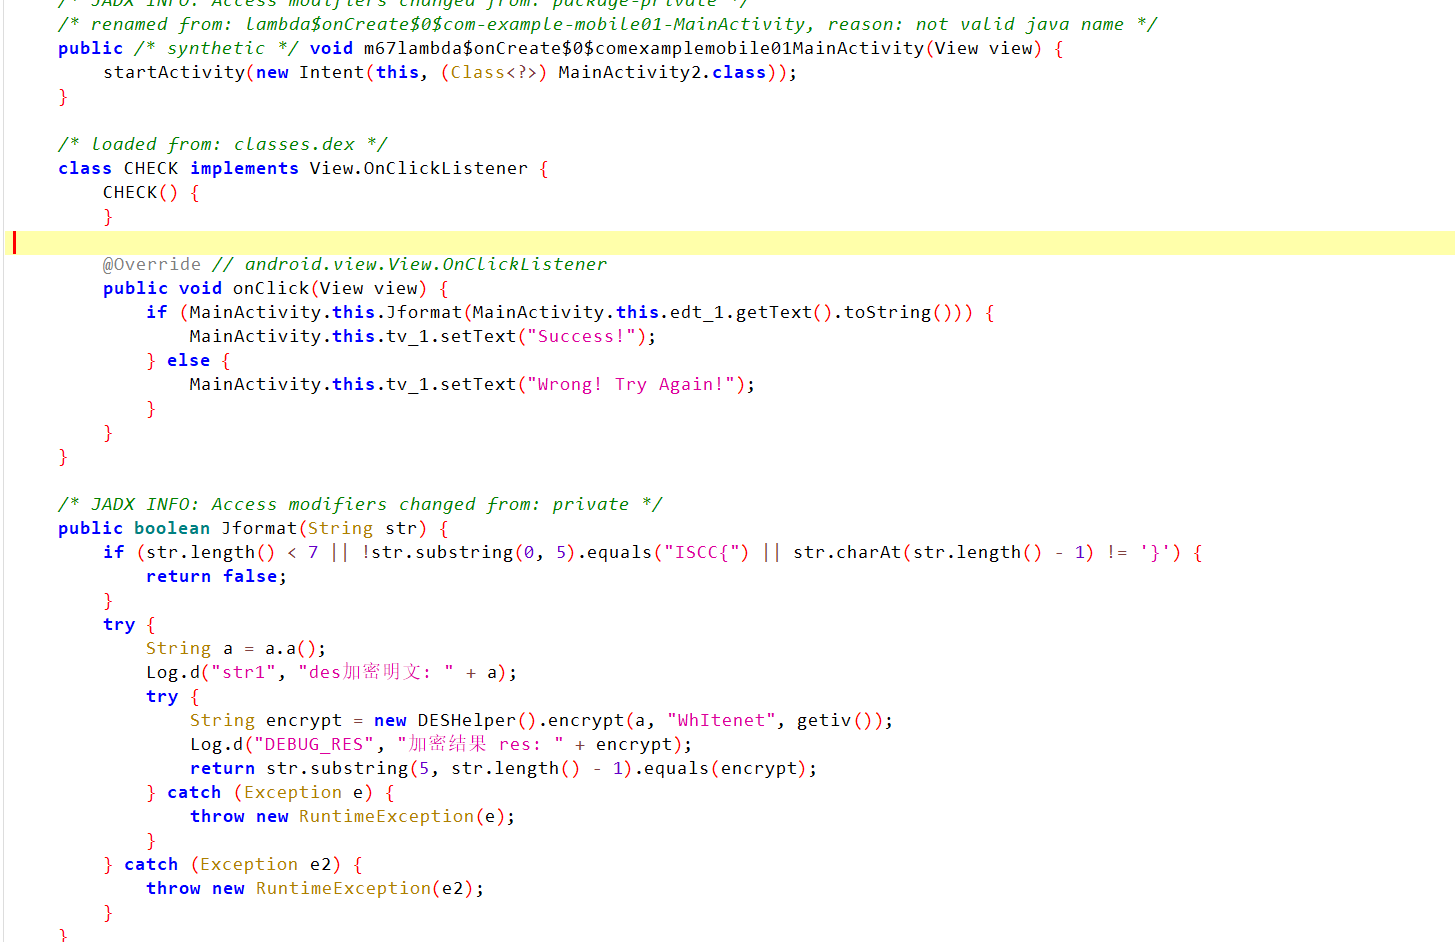 /* JADX INFO: Access modifiers changed from: package-private */
/* renamed from: lambda$onCreate$0$com-example-mobile01-MainActivity, reason: not valid java name */
public /* synthetic */ void m67lambda$onCreate$0$comexamplemobile01MainActivity(View view) {
startActivity(new Intent(this, (Class<?>) MainActivity2.class));
}
/* loaded from: classes.dex */
class CHECK implements View.OnClickListener {
CHECK() {
}
@Override // android.view.View.OnClickListener
public void onClick(View view) {
if (MainActivity.this.Jformat(MainActivity.this.edt_1.getText().toString())) {
MainActivity.this.tv_1.setText("Success!");
} else {
MainActivity.this.tv_1.setText("Wrong! Try Again!");
}
}
}
/* JADX INFO: Access modifiers changed from: private */
public boolean Jformat(String str) {
if (str.length() < 7 || !str.substring(0, 5).equals("ISCC{") || str.charAt(str.length() - 1) != '}') {
return false;
}
try {
String a = a.a();
Log.d("str1", "des加密明文: " + a);
try {
String encrypt = new DESHelper().encrypt(a, "WhItenet", getiv());
Log.d("DEBUG_RES", "加密结果 res: " + encrypt);
return str.substring(5, str.length() - 1).equals(encrypt);
} catch (Exception e) {
throw new RuntimeException(e);
}
} catch (Exception e2) {
throw new RuntimeException(e2);
}
}